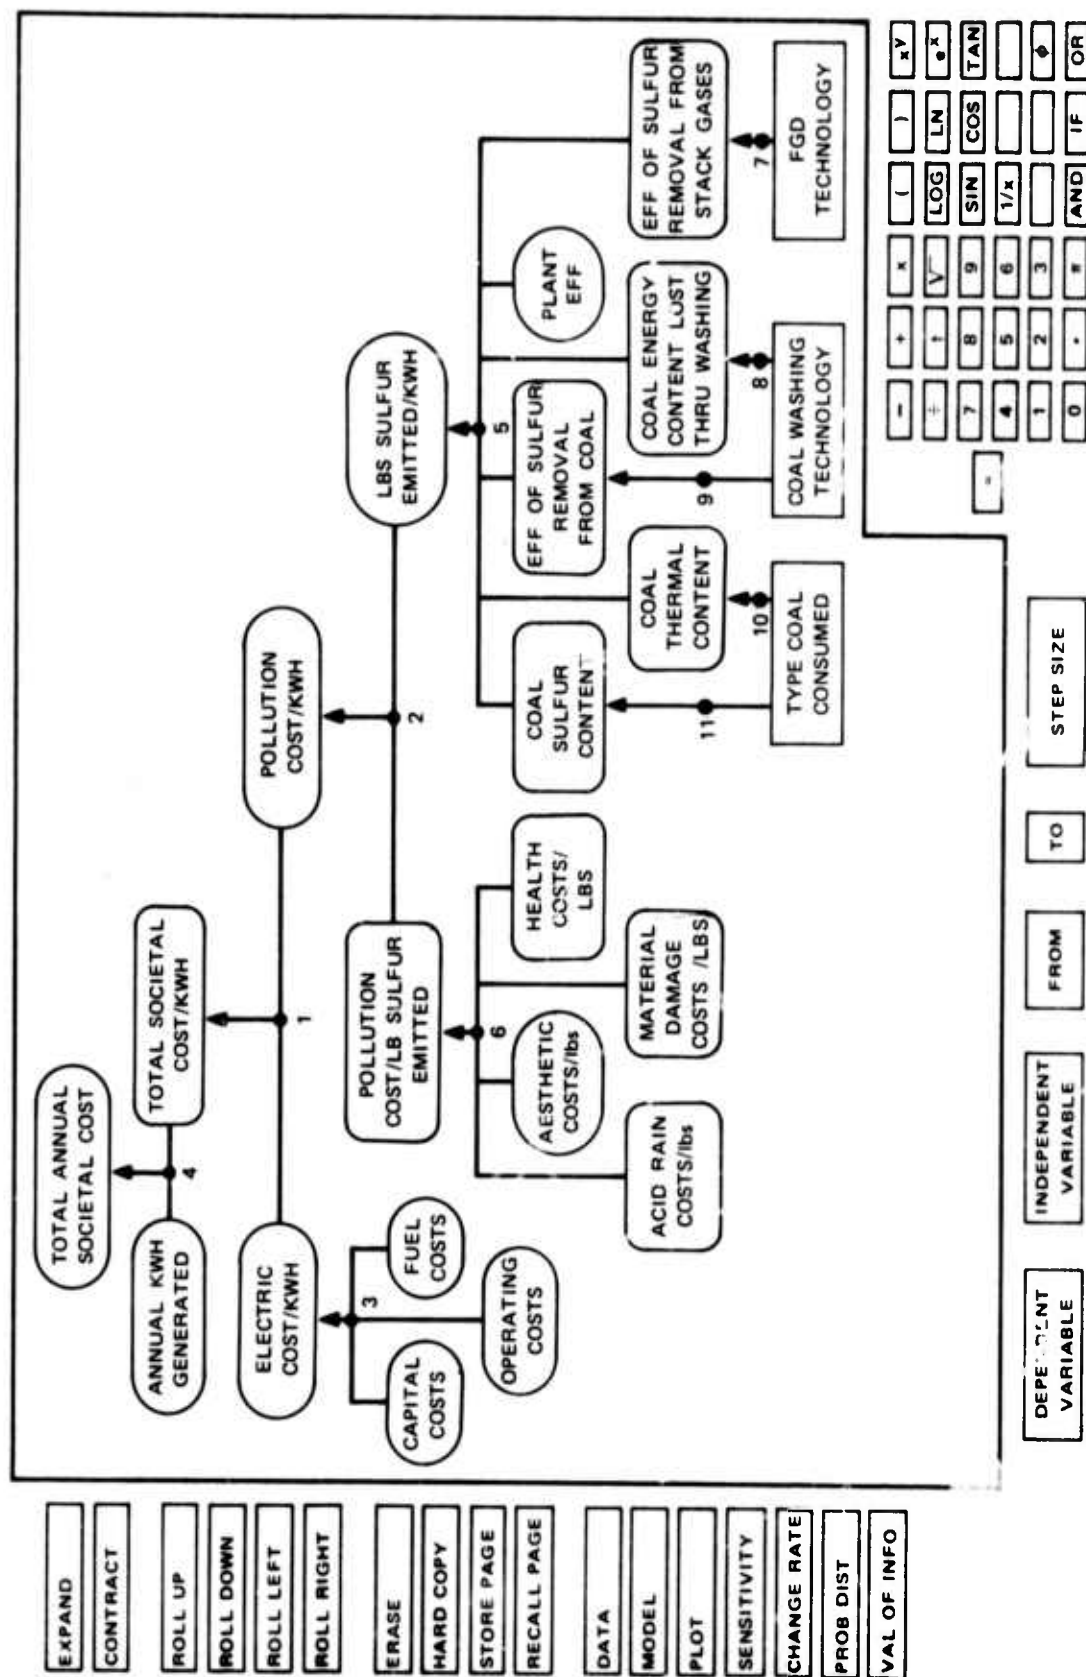 EXPAND
CONTRACT
ROLL UP
ROLL DOWN
ROLL LEFT
ROLL RIGHT
ERASE
HARD COPY
STORE PAGE
RECALL PAGE
DATA
MODEL
PLOT
SENSITIVITY
CHANGE RATE
PROB DIST
VAL OF INFO
TOTAL ANNUAL
SOCIETAL COST
4
ANNUAL KWH
GENERATED
TOTAL SOCIETAL
COST/KWH
1
ELECTRIC
COST/KWH
POLLUTION
COST/KWH
3
CAPITAL
COSTS
FUEL
COSTS
OPERATING
COSTS
2
POLLUTION
COST/LB SULFUR
EMITTED
LBS SULFUR
EMITTED/KWH
6
ACID RAIN
COSTS/lbs
AESTHETIC
COSTS/lbs
MATERIAL
DAMAGE
COSTS /LBS
HEALTH
COSTS/
LBS
5
COAL
SULFUR
CONTENT
COAL
THERMAL
CONTENT
EFF OF SULFUR
REMOVAL
FROM COAL
COAL ENERGY
CONTENT LOST
THRU WASHING
PLANT
EFF
EFF OF SULFUR
REMOVAL FROM
STACK GASES
11
10
9
8
7
TYPE COAL
CONSUMED
COAL WASHING
TECHNOLOGY
FGD
TECHNOLOGY
DEPENDENT
VARIABLE
INDEPENDENT
VARIABLE
FROM
TO
STEP SIZE
− + × ( ) xʸ
÷ ↑ √ LOG LN eˣ
7 8 9 SIN COS TAN
4 5 6 1/x
1 2 3 ϕ
0 · π AND IF OR